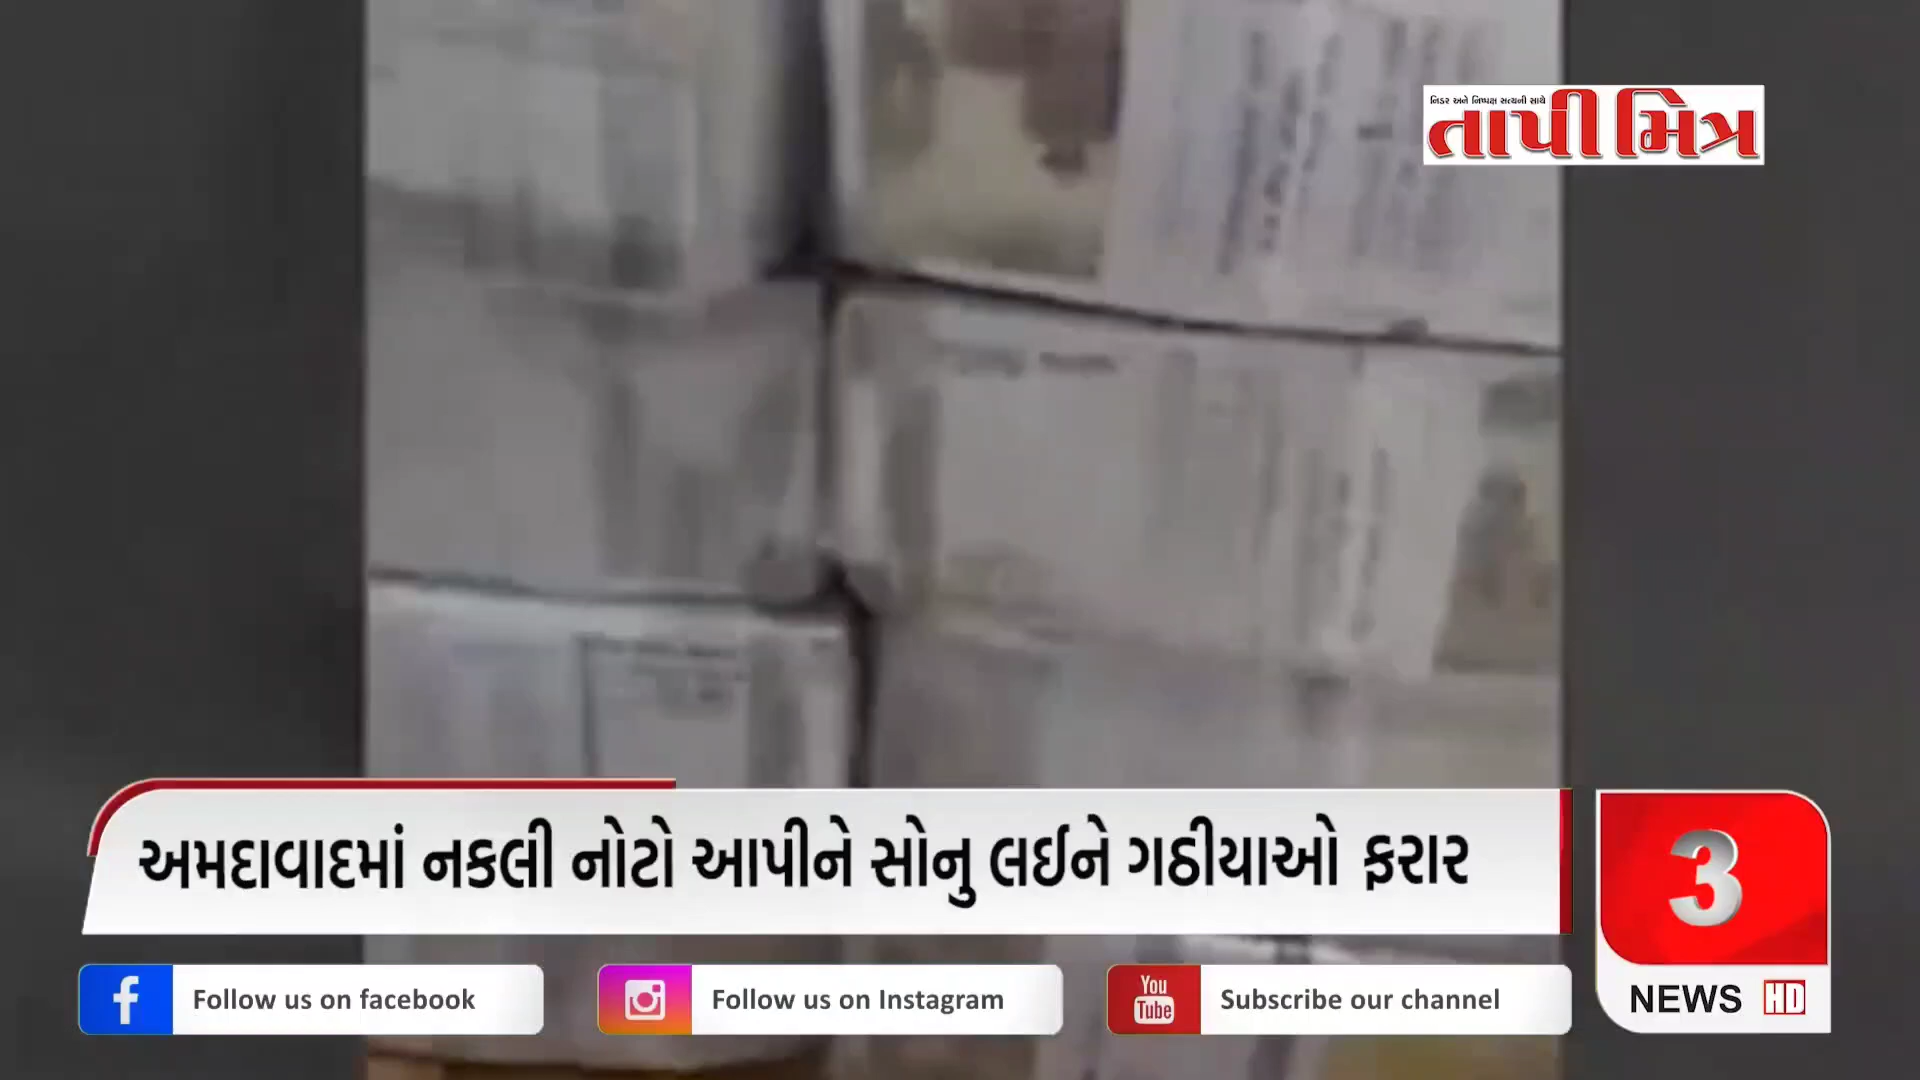 નિડર અને નિષ્પક્ષ સત્યની સાથે
તાપી મિત્ર
અમદાવાદમાં નકલી નોટો આપીને સોનુ લઈને ગઠીયાઓ ફરાર
3
NEWS HD
f Follow us on facebook
Follow us on Instagram
You Tube Subscribe our channel